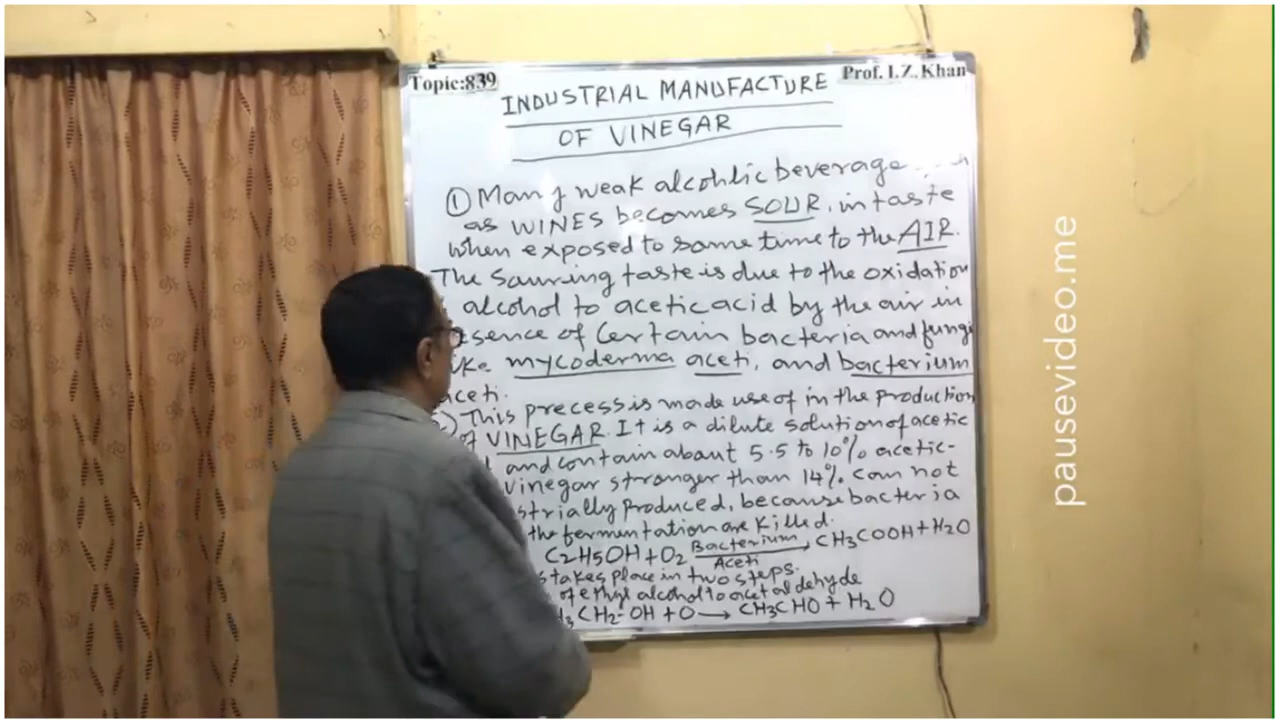 Topic:839
Prof. I.Z. Khan
INDUSTRIAL MANUFACTURE
OF VINEGAR
① Many weak alcohlic beverage
as WINES becomes SOUR, in taste
when exposed to same time to the AIR.
The Sauring taste is due to the oxidation
alcohol to acetic acid by the air in
esence of Certain bacteria and fungi
ke mycoderma aceti, and bacterium
aceti.
This precess is made use of in the production
of VINEGAR. It is a dilute solution of acetic
and contain abaut 5.5 to 10% acetic-
vinegar stronger than 14% can not
strially produced, because bacteria
the fermentation are killed.
C2H5OH + O2 Bacterium Aceti → CH3COOH + H2O
s takes place in two steps.
of ethyl alcohol to acetaldehyde
CH2-OH + O → CH3CHO + H2O
pausevideo.me